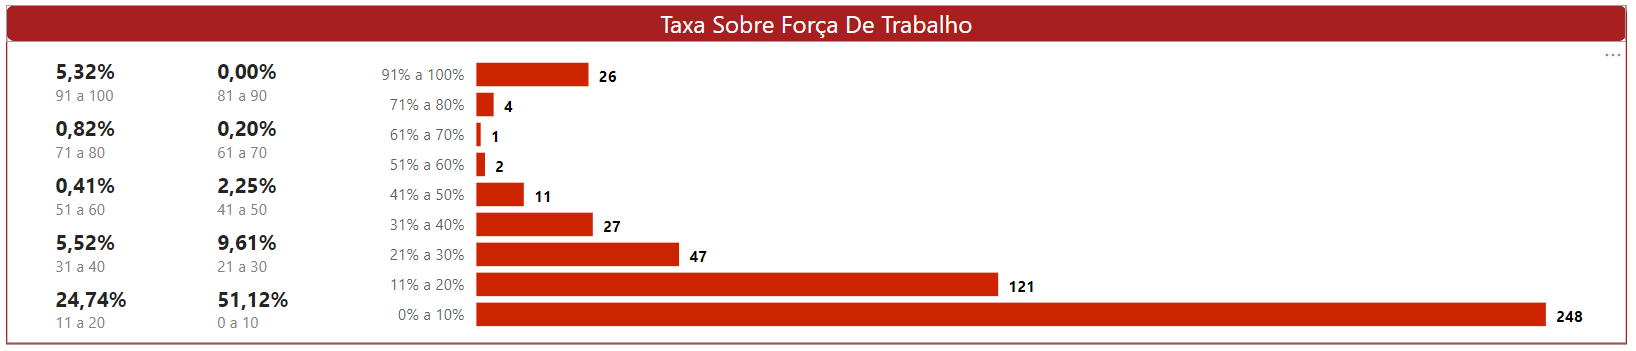 Taxa Sobre Força De Trabalho
...
5,32%
91 a 100
0,00%
81 a 90
0,82%
71 a 80
0,20%
61 a 70
0,41%
51 a 60
2,25%
41 a 50
5,52%
31 a 40
9,61%
21 a 30
24,74%
11 a 20
51,12%
0 a 10
91% a 100% 26
71% a 80% 4
61% a 70% 1
51% a 60% 2
41% a 50% 11
31% a 40% 27
21% a 30% 47
11% a 20% 121
0% a 10% 248